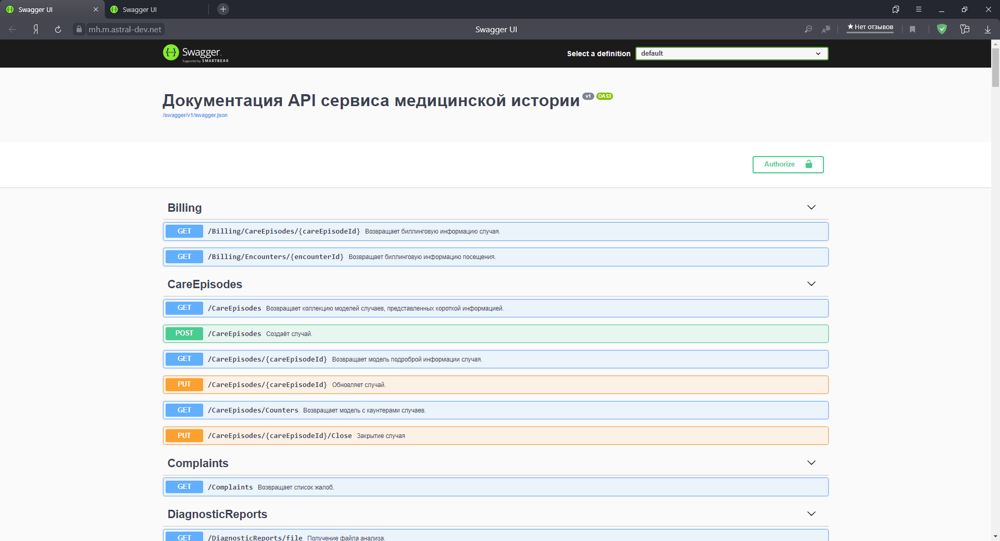 Swagger UI
Swagger UI
mh.m.astral-dev.net
Swagger UI
★Нет отзывов
Swagger.
Supported by SMARTBEAR
Select a definition
default
Документация API сервиса медицинской истории v1 OAS3
/swagger/v1/swagger.json
Authorize
Billing
GET /Billing/CareEpisodes/{careEpisodeId} Возвращает биллинговую информацию случая.
GET /Billing/Encounters/{encounterId} Возвращает биллинговую информацию посещения.
CareEpisodes
GET /CareEpisodes Возвращает коллекцию моделей случаев, представленных короткой информацией.
POST /CareEpisodes Создаёт случай.
GET /CareEpisodes/{careEpisodeId} Возвращает модель подроброй информации случая.
PUT /CareEpisodes/{careEpisodeId} Обновляет случай.
GET /CareEpisodes/Counters Возвращает модель с каунтерами случаев.
PUT /CareEpisodes/{careEpisodeId}/Close Закрытие случая
Complaints
GET /Complaints Возвращает список жалоб.
DiagnosticReports
GET /DiagnosticReports/file Получение файла анализа.